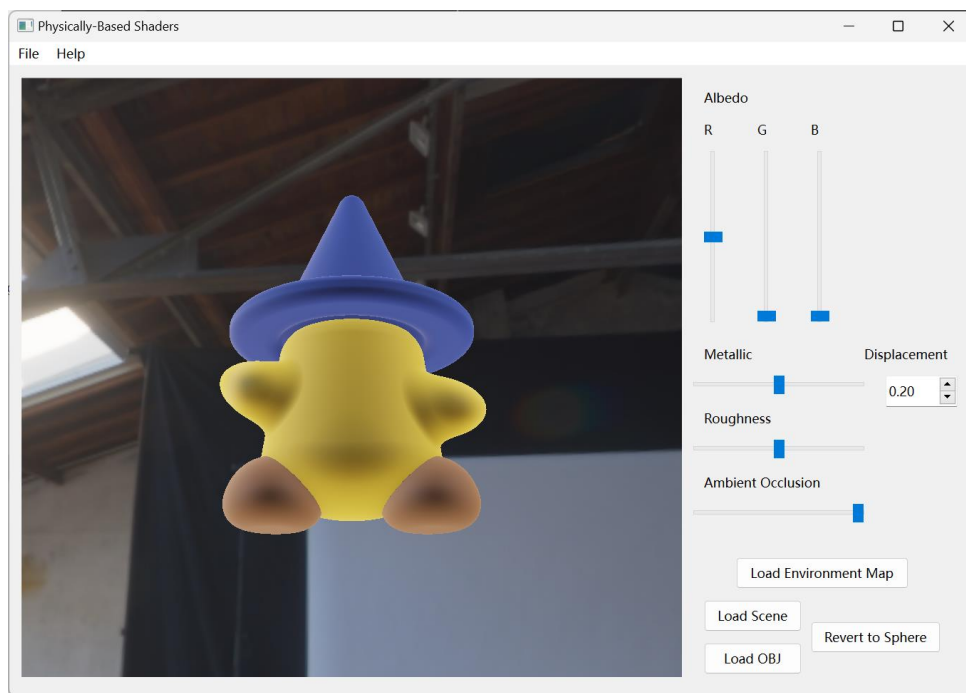 Physically-Based Shaders
File Help
Albedo
R G B
Metallic Displacement
0.20
Roughness
Ambient Occlusion
Load Environment Map
Load Scene
Revert to Sphere
Load OBJ